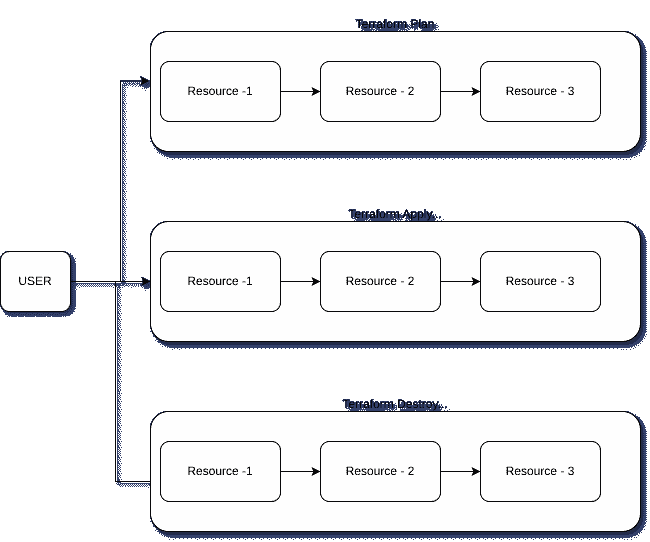 Terraform Plan
Resource -1
Resource - 2
Resource - 3
Terraform Apply..
USER
Resource -1
Resource - 2
Resource - 3
Terraform Destroy..
Resource -1
Resource - 2
Resource - 3